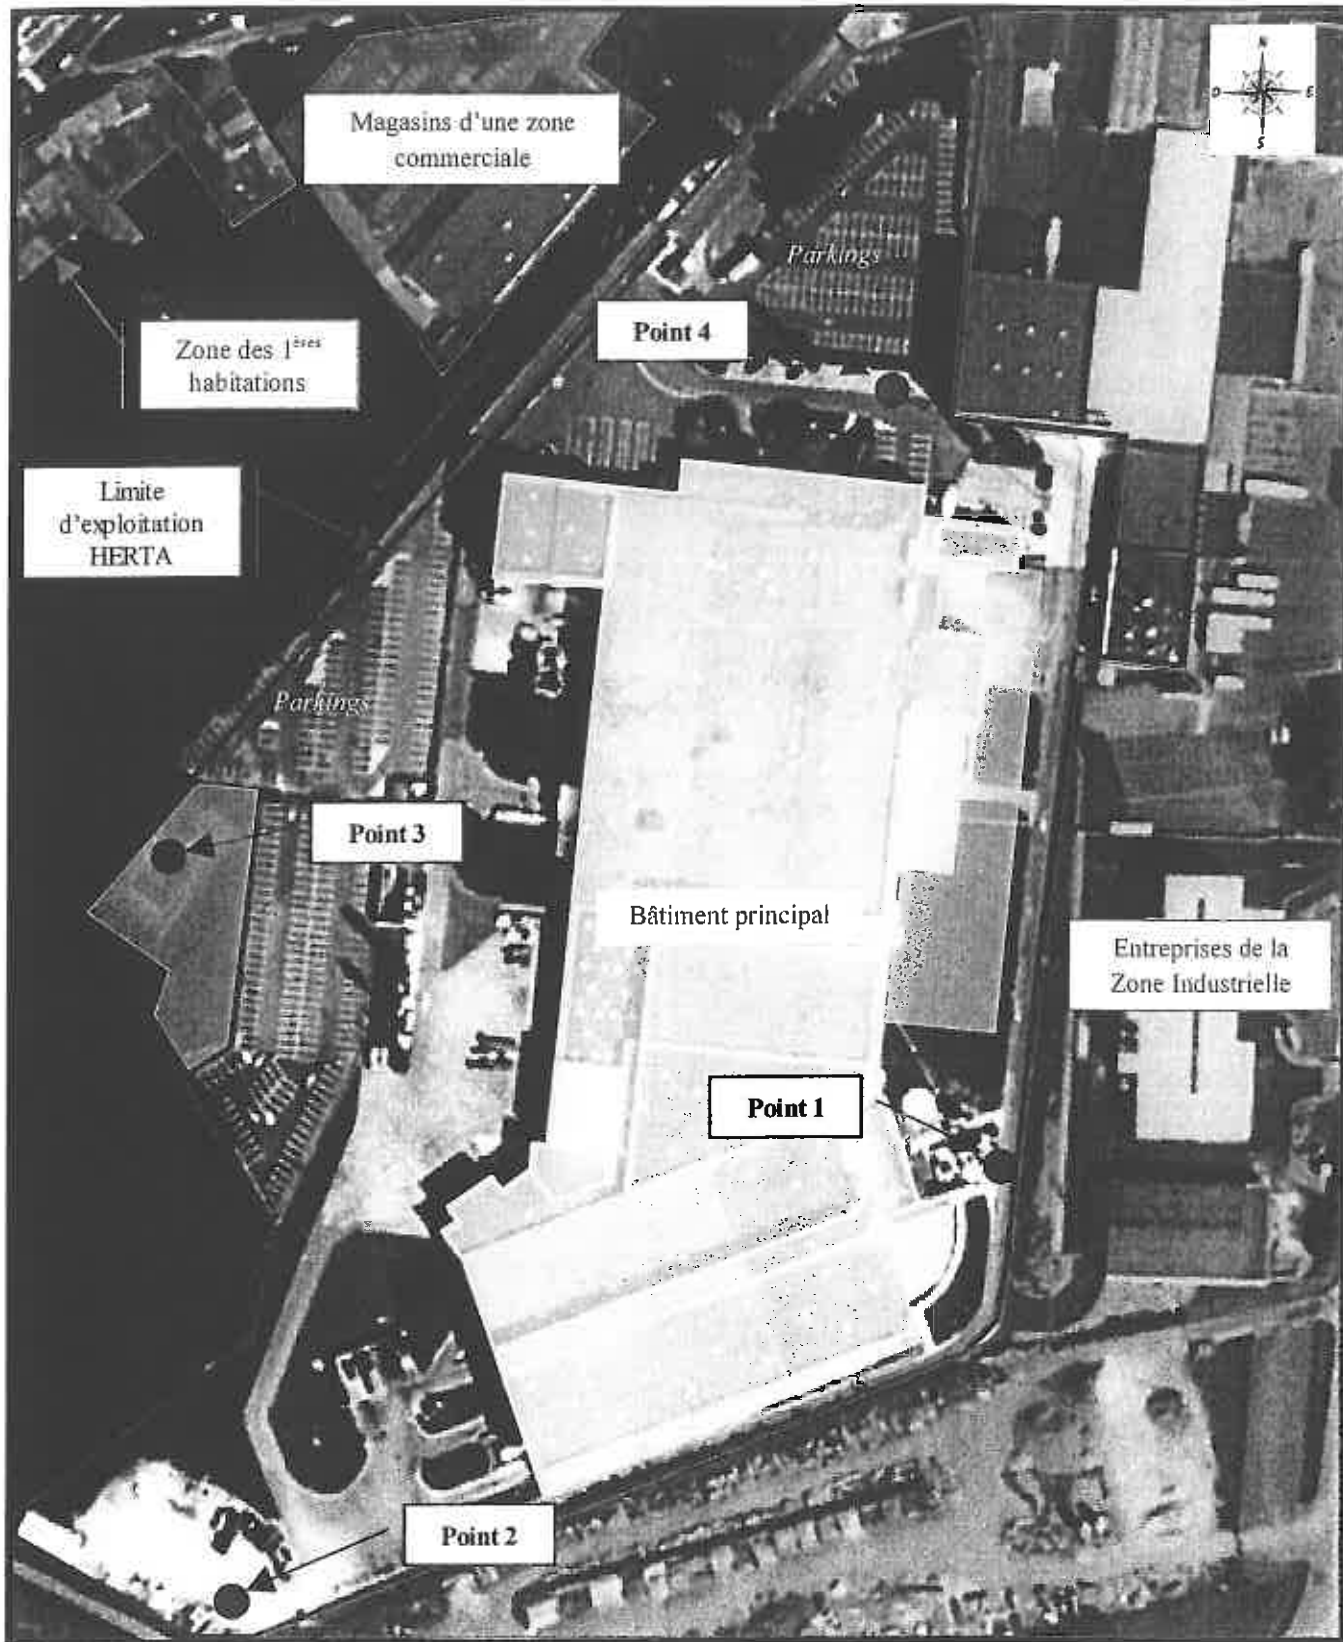 N
O
E
S
Magasins d'une zone
commerciale
Parkings
Point 4
Zone des 1ères
habitations
Limite
d'exploitation
HERTA
Parkings
Point 3
Bâtiment principal
Entreprises de la
Zone Industrielle
Point 1
Point 2